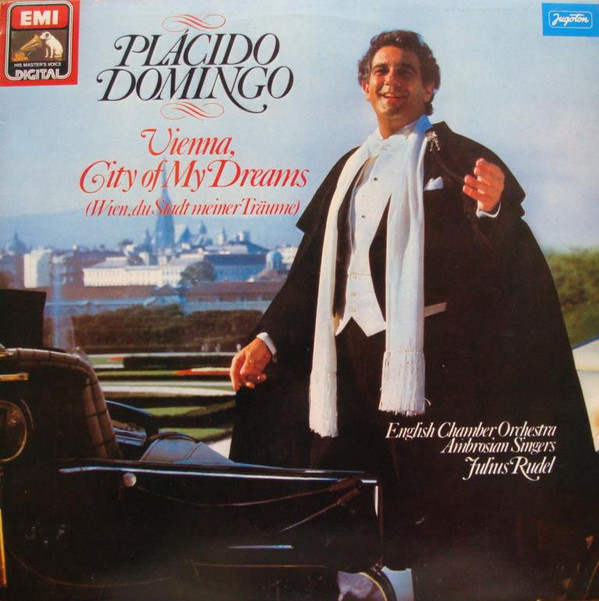 EMI
HIS MASTER'S VOICE
DIGITAL
Jugoton
PLÁCIDO
DOMINGO
Vienna,
City of My Dreams
(Wien, du Stadt meiner Träume)
English Chamber Orchestra
Ambrosian Singers
Julius Rudel